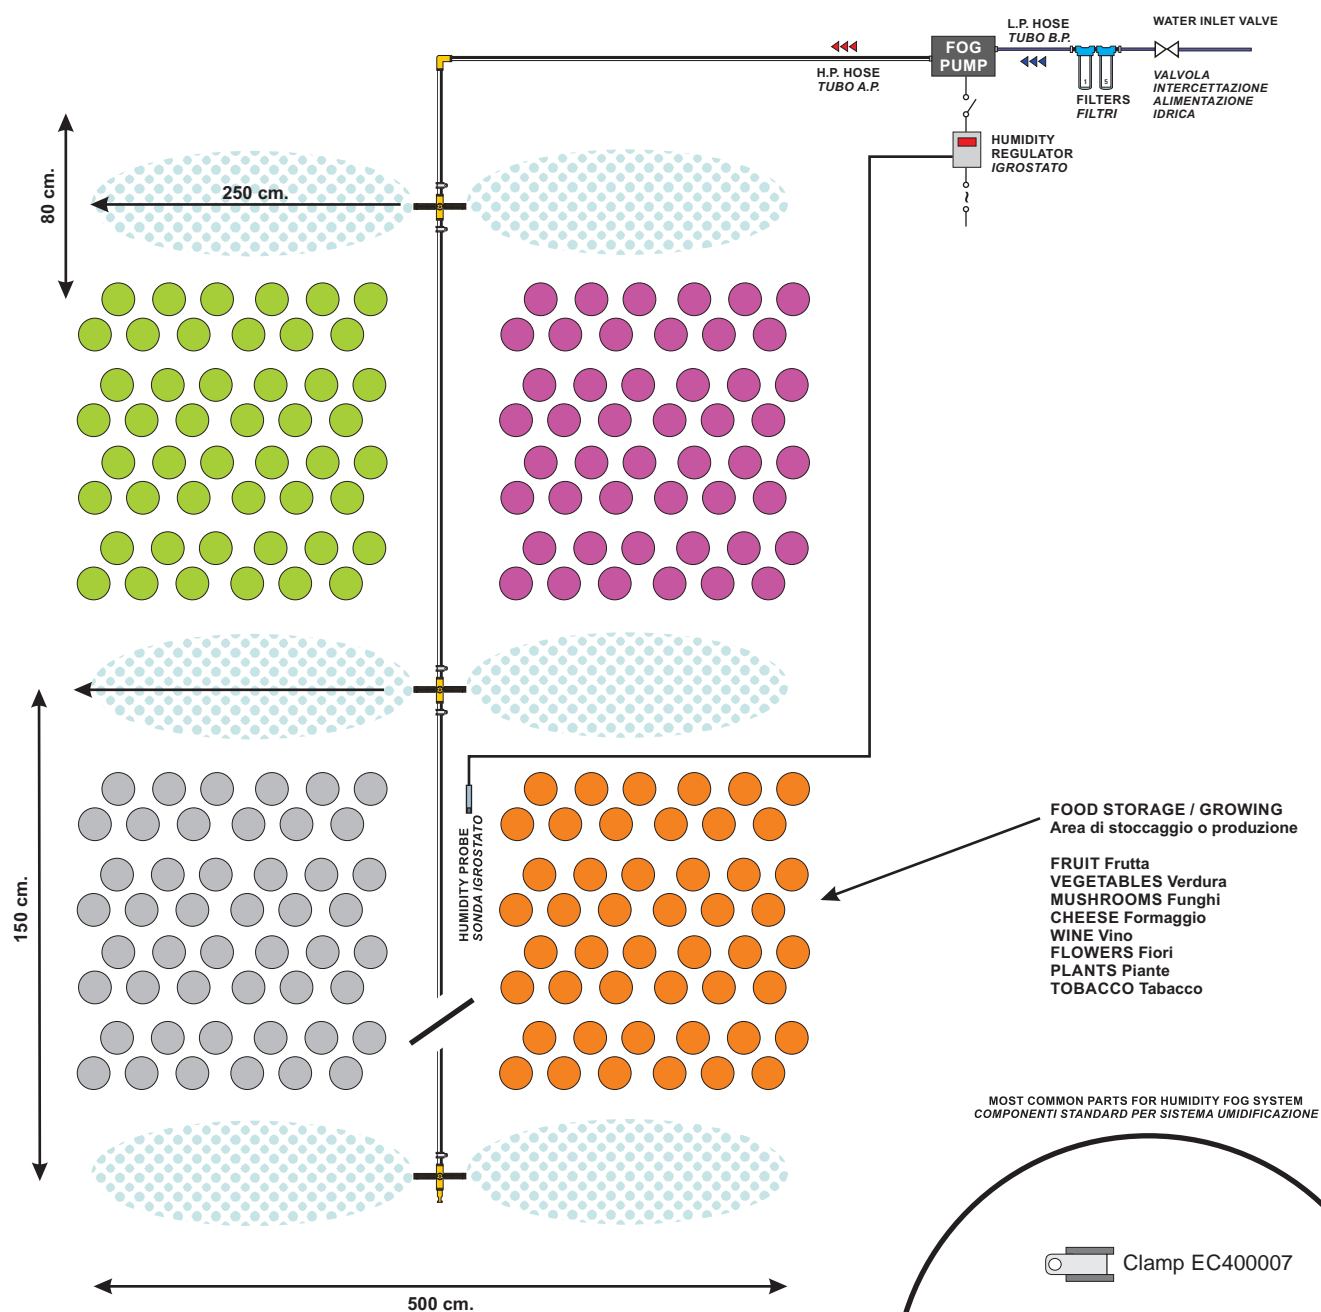 L.P. HOSE
TUBO B.P.
WATER INLET VALVE
FOG
PUMP
H.P. HOSE
TUBO A.P.
1
5
FILTERS
FILTRI
VALVOLA
INTERCETTAZIONE
ALIMENTAZIONE
IDRICA
HUMIDITY
REGULATOR
IGROSTATO
80 cm.
250 cm.
150 cm.
HUMIDITY PROBE
SONDA IGROSTATO
FOOD STORAGE / GROWING
Area di stoccaggio o produzione
FRUIT Frutta
VEGETABLES Verdura
MUSHROOMS Funghi
CHEESE Formaggio
WINE Vino
FLOWERS Fiori
PLANTS Piante
TOBACCO Tabacco
MOST COMMON PARTS FOR HUMIDITY FOG SYSTEM
COMPONENTI STANDARD PER SISTEMA UMIDIFICAZIONE
Clamp EC400007
500 cm.